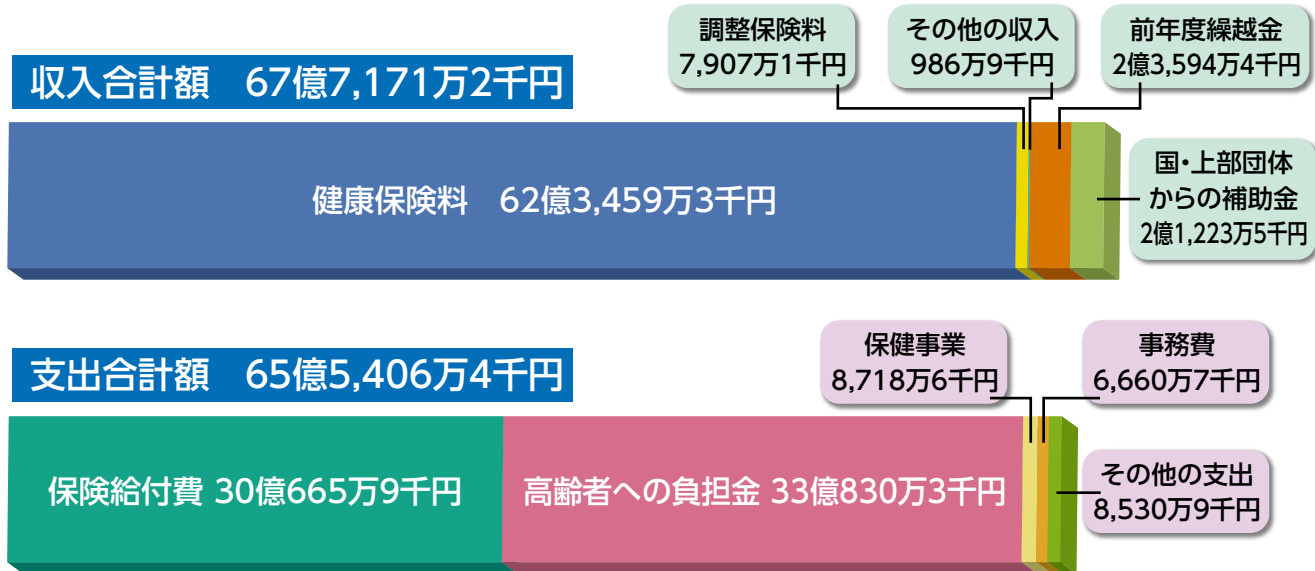 調整保険料
7,907万1千円
その他の収入
986万9千円
前年度繰越金
2億3,594万4千円
収入合計額　67億7,171万2千円
健康保険料　62億3,459万3千円
国・上部団体
からの補助金
2億1,223万5千円
保健事業
8,718万6千円
事務費
6,660万7千円
支出合計額　65億5,406万4千円
保険給付費 30億665万9千円
高齢者への負担金 33億830万3千円
その他の支出
8,530万9千円